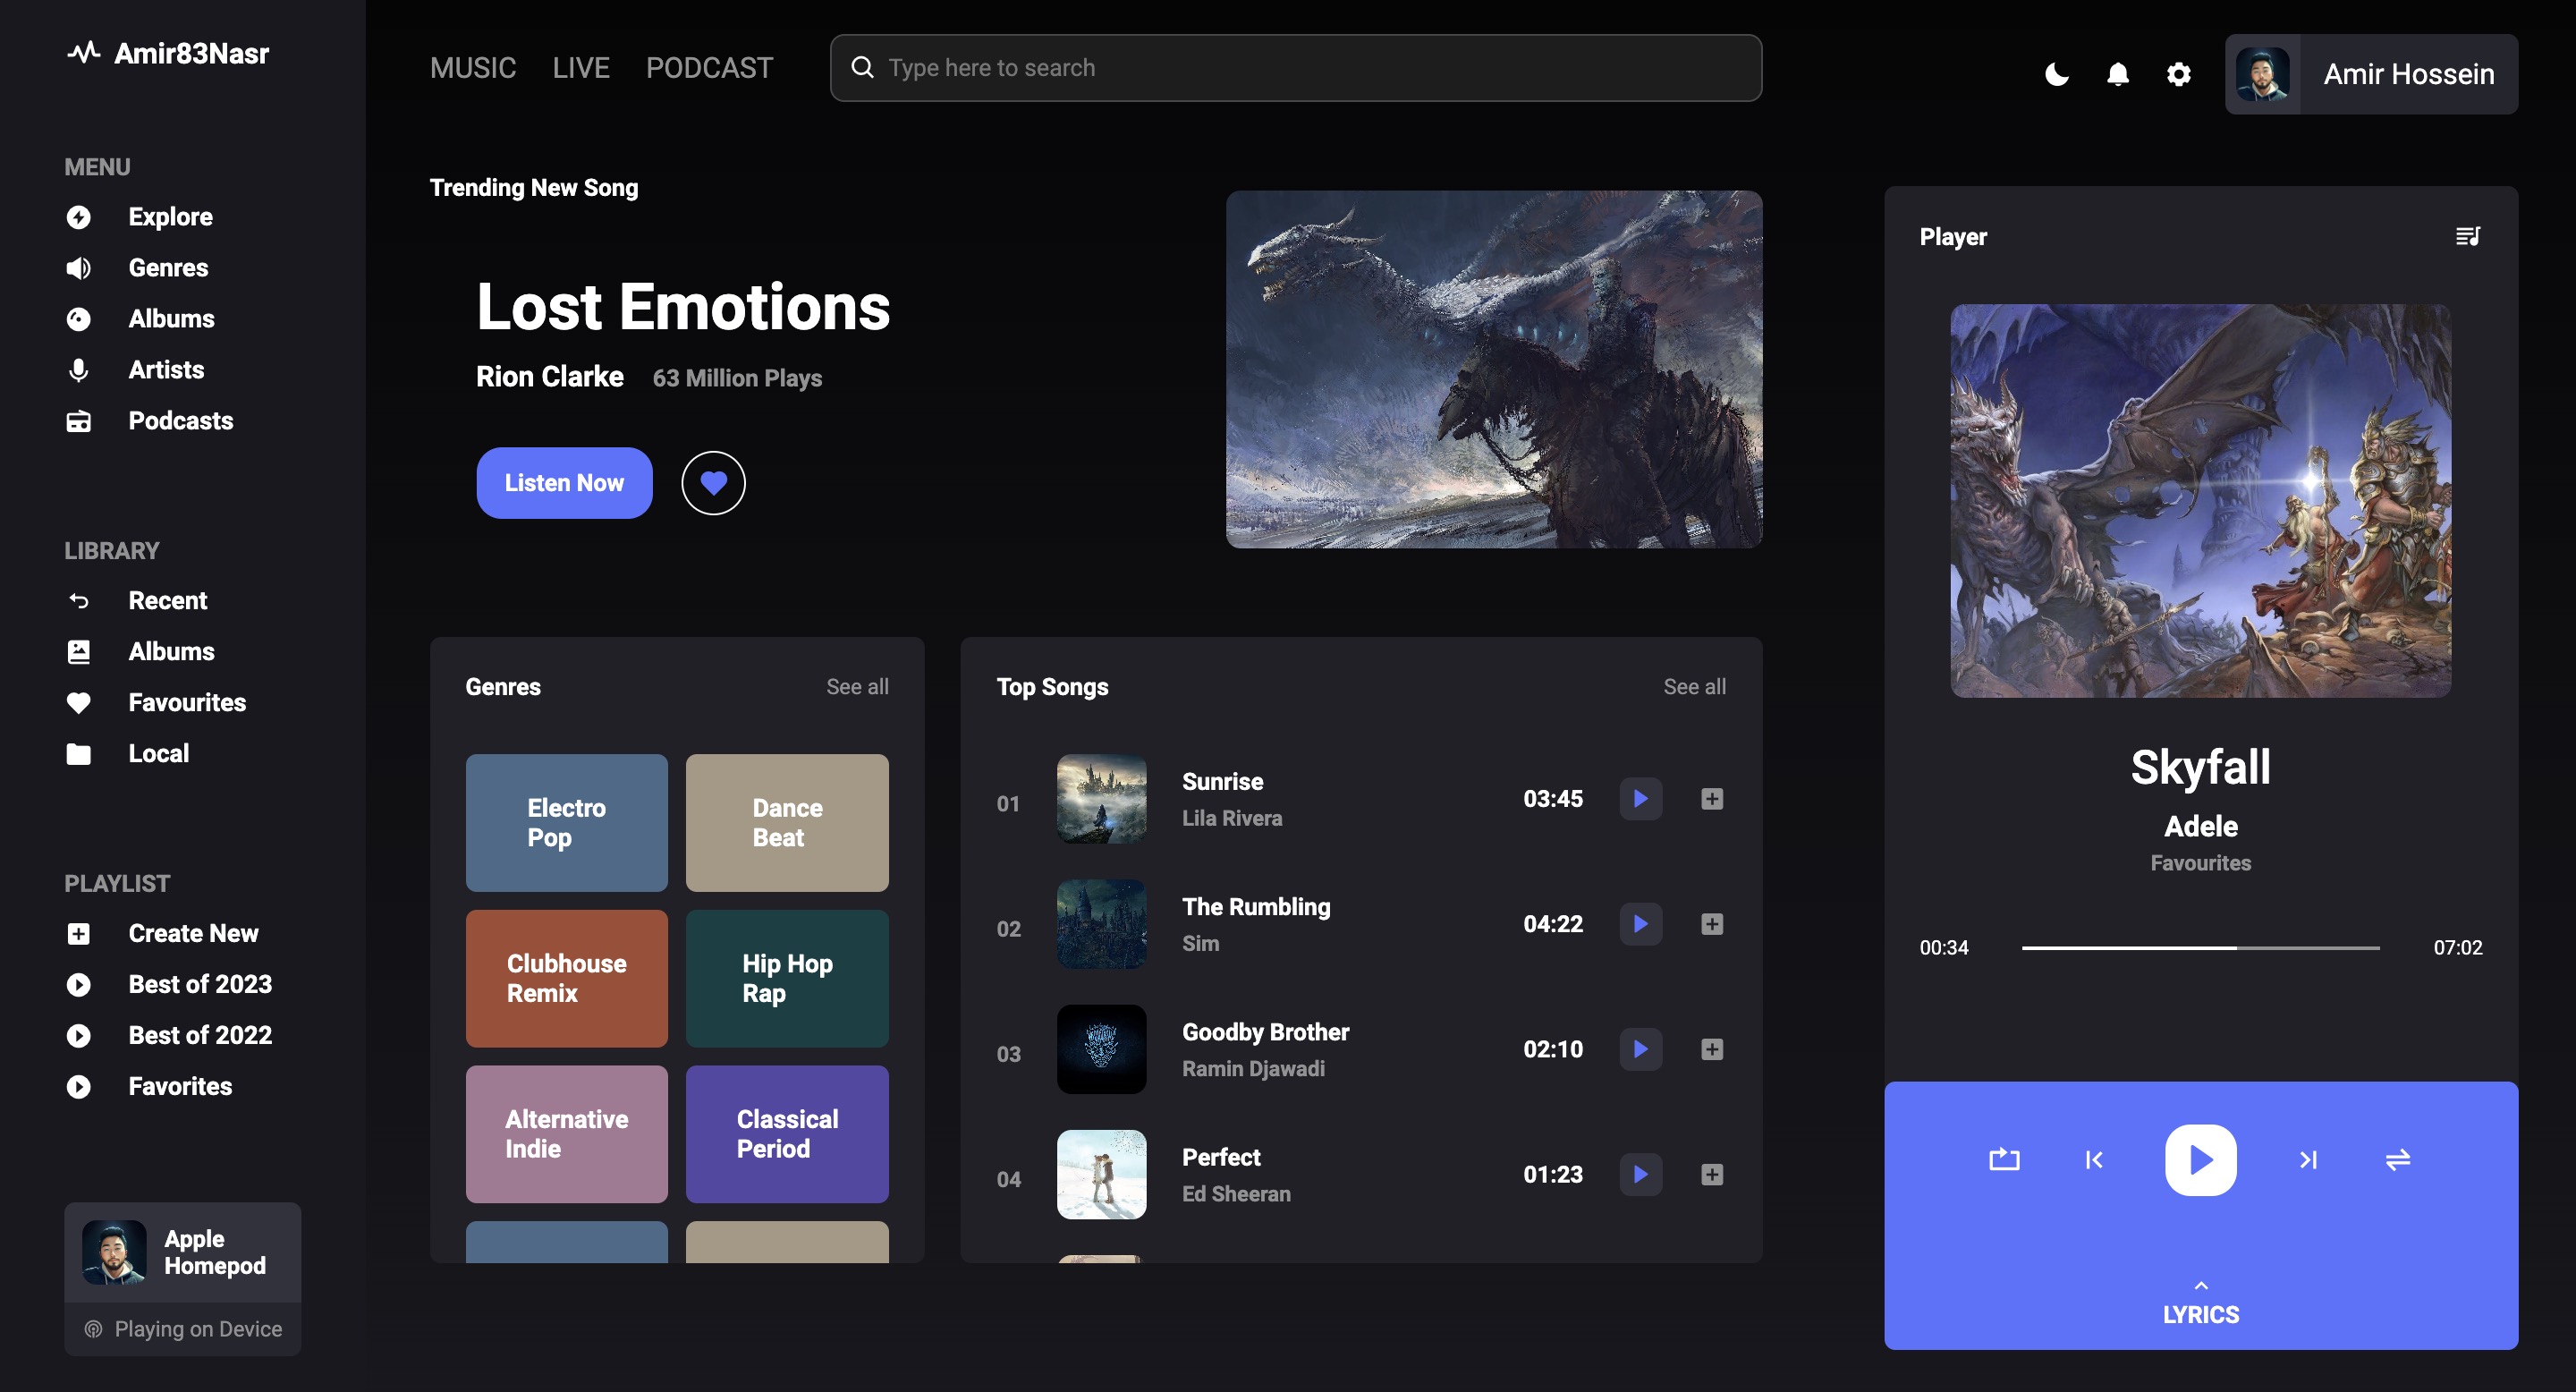 Amir83Nasr
MENU
Explore
Genres
Albums
Artists
Podcasts
LIBRARY
Recent
Albums
Favourites
Local
PLAYLIST
Create New
Best of 2023
Best of 2022
Favorites
Apple
Homepod
Playing on Device
MUSIC LIVE PODCAST
Type here to search
Amir Hossein
Trending New Song
Lost Emotions
Rion Clarke 63 Million Plays
Listen Now
Genres See all
Electro
Pop
Dance
Beat
Clubhouse
Remix
Hip Hop
Rap
Alternative
Indie
Classical
Period
Top Songs See all
01 Sunrise 03:45
Lila Rivera
02 The Rumbling 04:22
Sim
03 Goodby Brother 02:10
Ramin Djawadi
04 Perfect 01:23
Ed Sheeran
Player
Skyfall
Adele
Favourites
00:34 07:02
LYRICS